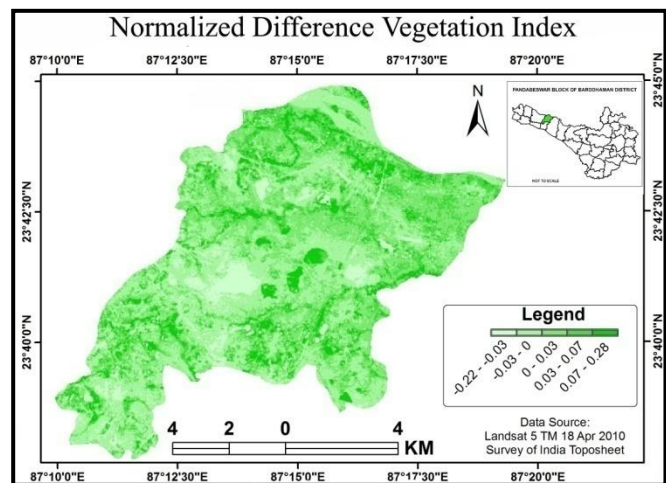 Normalized Difference Vegetation Index
87°10'0"E 87°12'30"E 87°15'0"E 87°17'30"E 87°20'0"E
23°45'0"N
N
PANDABESWAR BLOCK OF BARDDHAMAN DISTRICT
NOT TO SCALE
23°42'30"N 23°42'30"N
23°40'0"N 23°40'0"N
Legend
-0.22 - -0.03
-0.03 - 0
0 - 0.03
0.03 - 0.07
0.07 - 0.28
4 2 0 4
KM
Data Source:
Landsat 5 TM 18 Apr 2010
Survey of India Toposheet
87°10'0"E 87°12'30"E 87°15'0"E 87°17'30"E 87°20'0"E